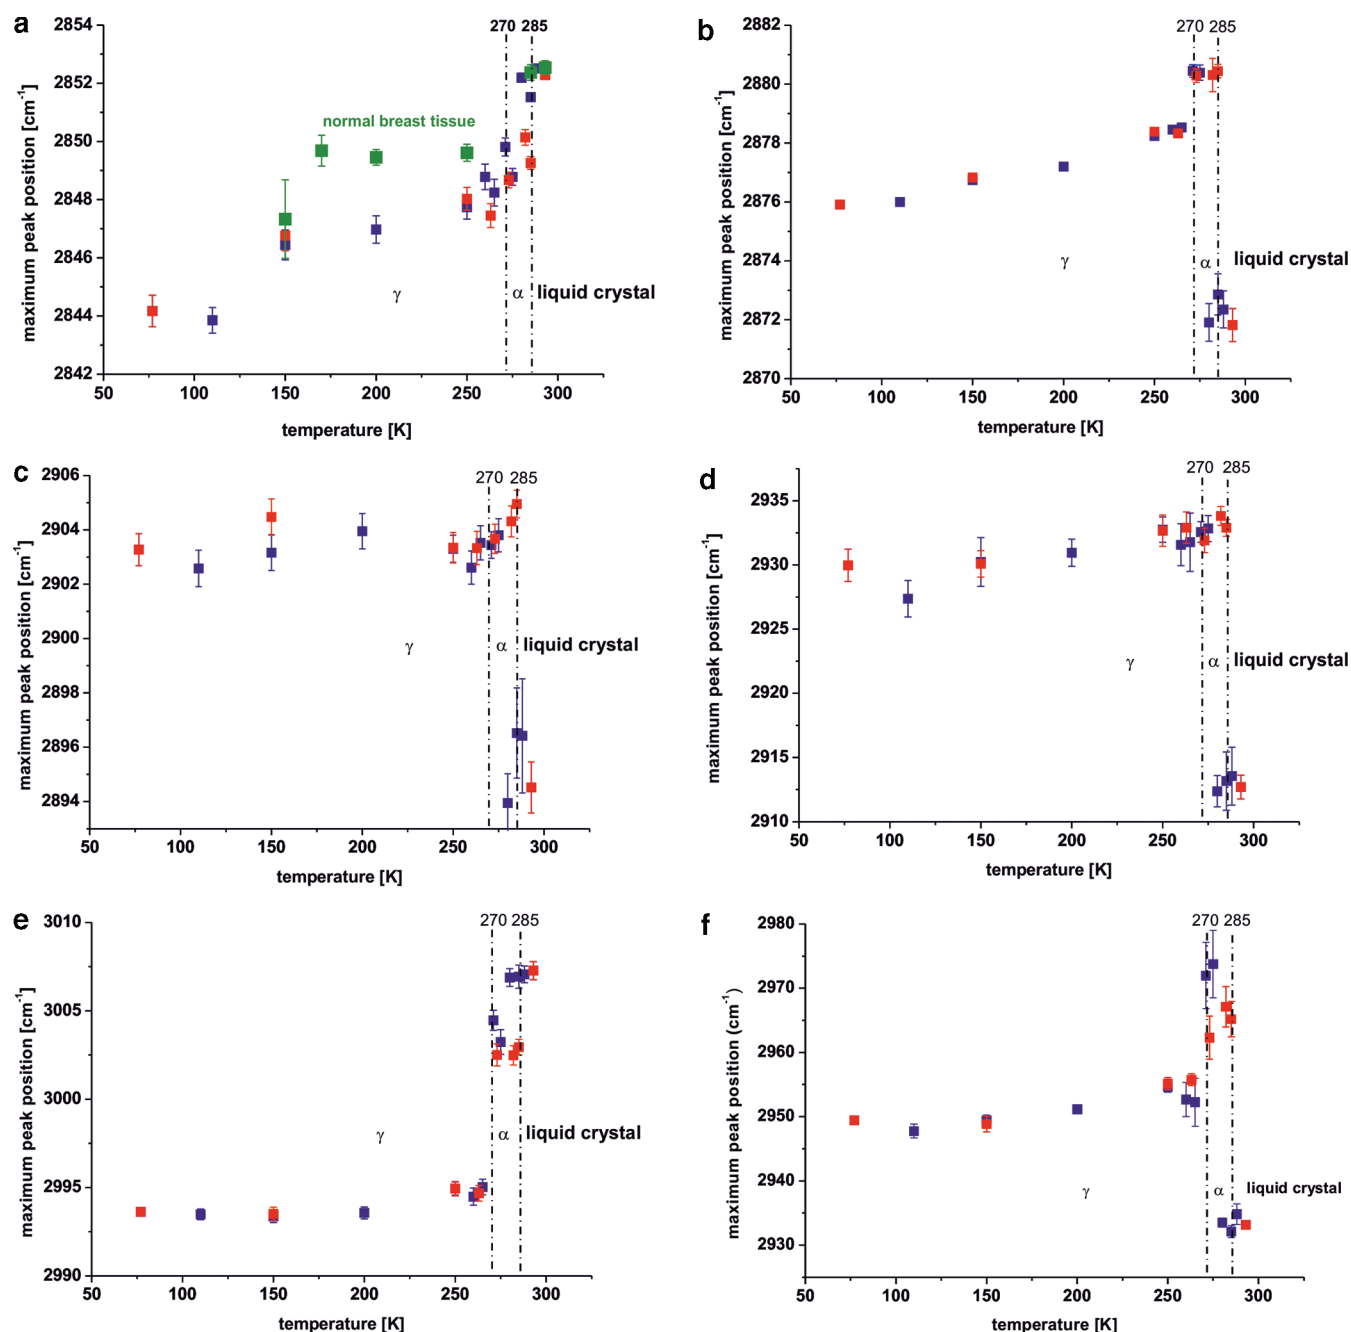 a
2854
2852
2850
2848
2846
2844
2842
maximum peak position [cm⁻¹]
270 285
normal breast tissue
γ
α
liquid crystal
50 100 150 200 250 300
temperature [K]
b
2882
2880
2878
2876
2874
2872
2870
maximum peak position [cm⁻¹]
270 285
γ
α
liquid crystal
50 100 150 200 250 300
temperature [K]
c
2906
2904
2902
2900
2898
2896
2894
maximum peak position [cm⁻¹]
270 285
γ
α
liquid crystal
50 100 150 200 250 300
temperature [K]
d
2935
2930
2925
2920
2915
2910
maximum peak position [cm⁻¹]
270 285
γ
α
liquid crystal
50 100 150 200 250 300
temperature [K]
e
3010
3005
3000
2995
2990
maximum peak position [cm⁻¹]
270 285
γ
α
liquid crystal
50 100 150 200 250 300
temperature [K]
f
2980
2970
2960
2950
2940
2930
maximum peak position (cm⁻¹)
270 285
γ
α
liquid crystal
50 100 150 200 250 300
temperature [K]